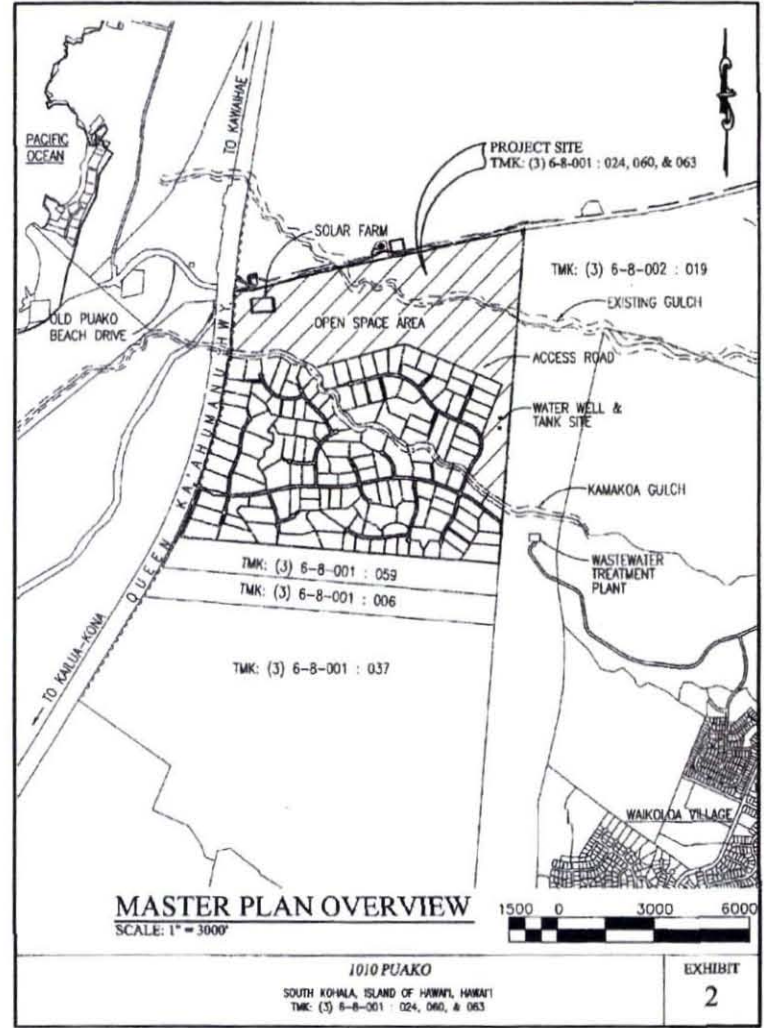 PACIFIC
OCEAN
TO KAWAIHAE
PROJECT SITE
TMK: (3) 6-8-001 : 024, 060, & 063
SOLAR FARM
TMK: (3) 6-8-002 : 019
EXISTING GULCH
OLD PUAKO
BEACH DRIVE
OPEN SPACE AREA
ACCESS ROAD
WATER WELL &
TANK SITE
QUEEN KA'AHUMANU HWY.
KAMAKOA GULCH
WASTEWATER
TREATMENT
PLANT
TMK: (3) 6-8-001 : 059
TMK: (3) 6-8-001 : 006
TO KAILUA-KONA
TMK: (3) 6-8-001 : 037
WAIKOLOA VILLAGE
MASTER PLAN OVERVIEW
SCALE: 1" = 3000'
1500 0 3000 6000
1010 PUAKO
SOUTH KOHALA, ISLAND OF HAWAI'I, HAWAI'I
TMK: (3) 6-8-001 : 024, 060, & 063
EXHIBIT
2